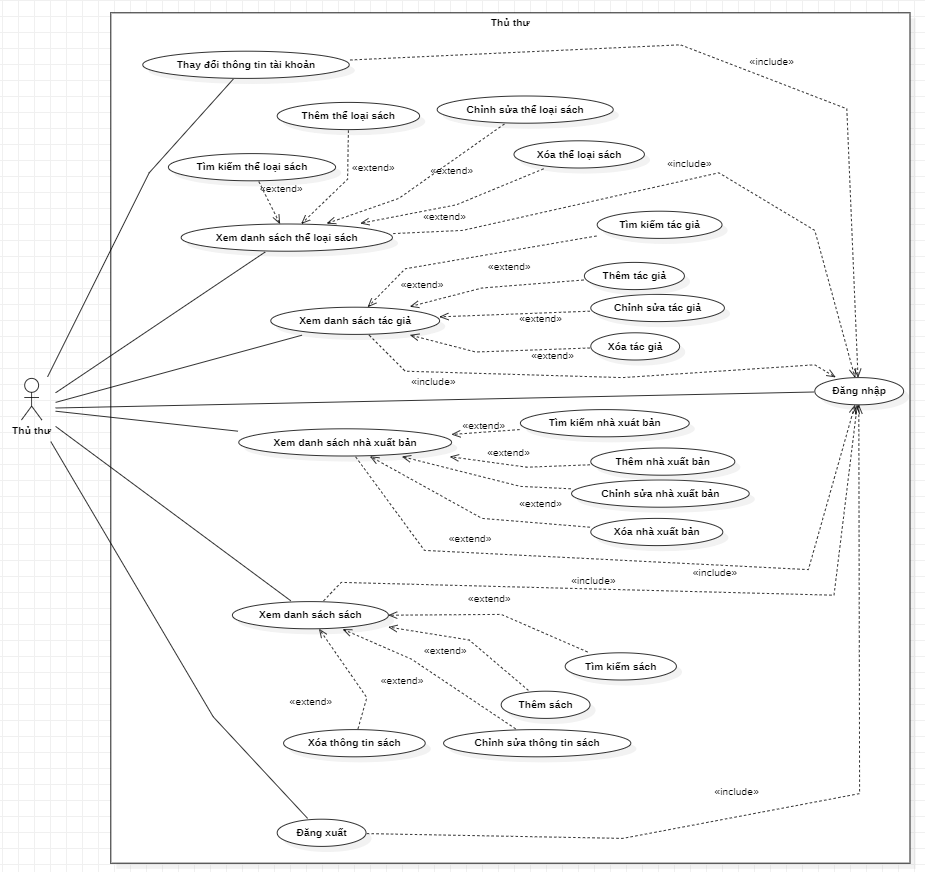 Thủ thư
Thay đổi thông tin tài khoản
«include»
Thêm thể loại sách
Chỉnh sửa thể loại sách
Tìm kiếm thể loại sách
«extend»
«extend»
«extend»
Xóa thể loại sách
«include»
«extend»
Xem danh sách thể loại sách
Tìm kiếm tác giả
«extend»
Thêm tác giả
«extend»
Chỉnh sửa tác giả
Xem danh sách tác giả
«extend»
Xóa tác giả
«extend»
«include»
Đăng nhập
Thủ thư
Tìm kiếm nhà xuát bản
«extend»
Xem danh sách nhà xuất bản
«extend»
Thêm nhà xuất bản
Chỉnh sửa nhà xuất bản
«extend»
Xóa nhà xuất bản
«extend»
«include»
«include»
«extend»
Xem danh sách sách
«extend»
Tìm kiếm sách
«extend»
«extend»
Thêm sách
Xóa thông tin sách
Chỉnh sửa thông tin sách
«include»
Đăng xuất